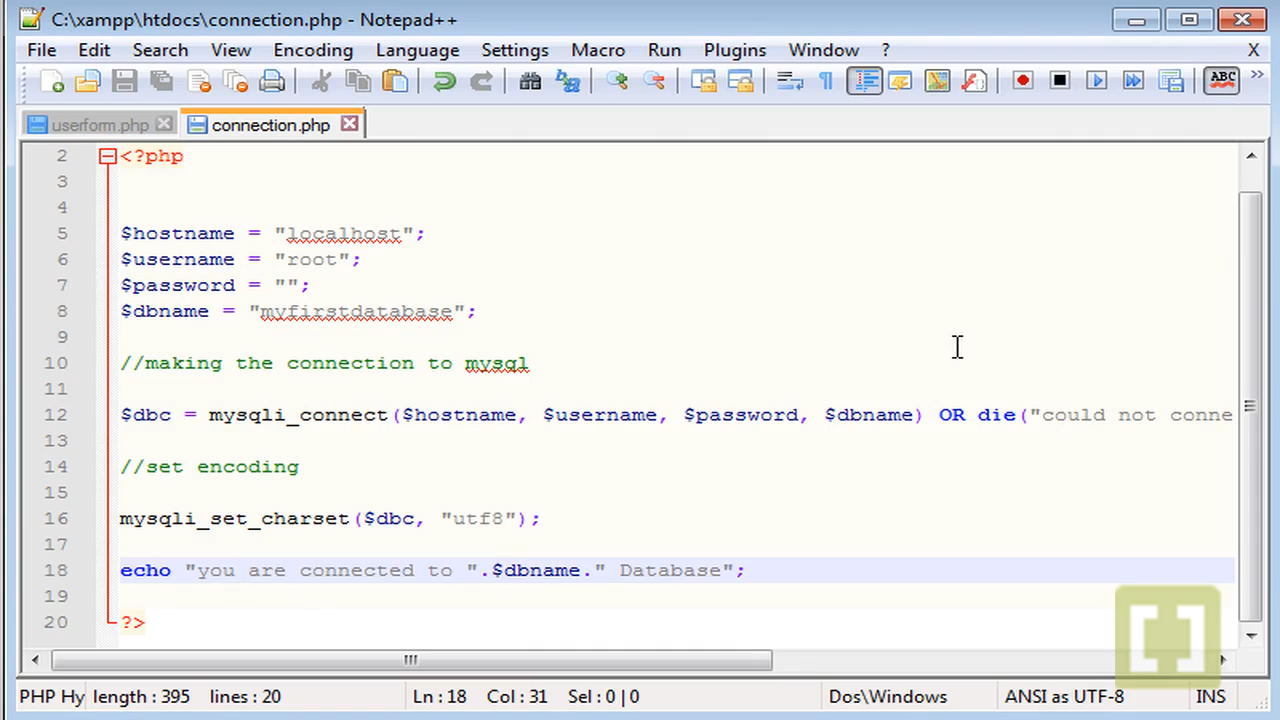 C:\xampp\htdocs\connection.php - Notepad++
File Edit Search View Encoding Language Settings Macro Run Plugins Window ? X
ABC
userform.php connection.php
2 <?php
3
4
5 $hostname = "localhost";
6 $username = "root";
7 $password = "";
8 $dbname = "myfirstdatabase";
9
10 //making the connection to mysql
11
12 $dbc = mysqli_connect($hostname, $username, $password, $dbname) OR die("could not conne
13
14 //set encoding
15
16 mysqli_set_charset($dbc, "utf8");
17
18 echo "you are connected to ".$dbname." Database";
19
20 ?>
PHP Hy length : 395 lines : 20 Ln : 18 Col : 31 Sel : 0 | 0 Dos\Windows ANSI as UTF-8 INS